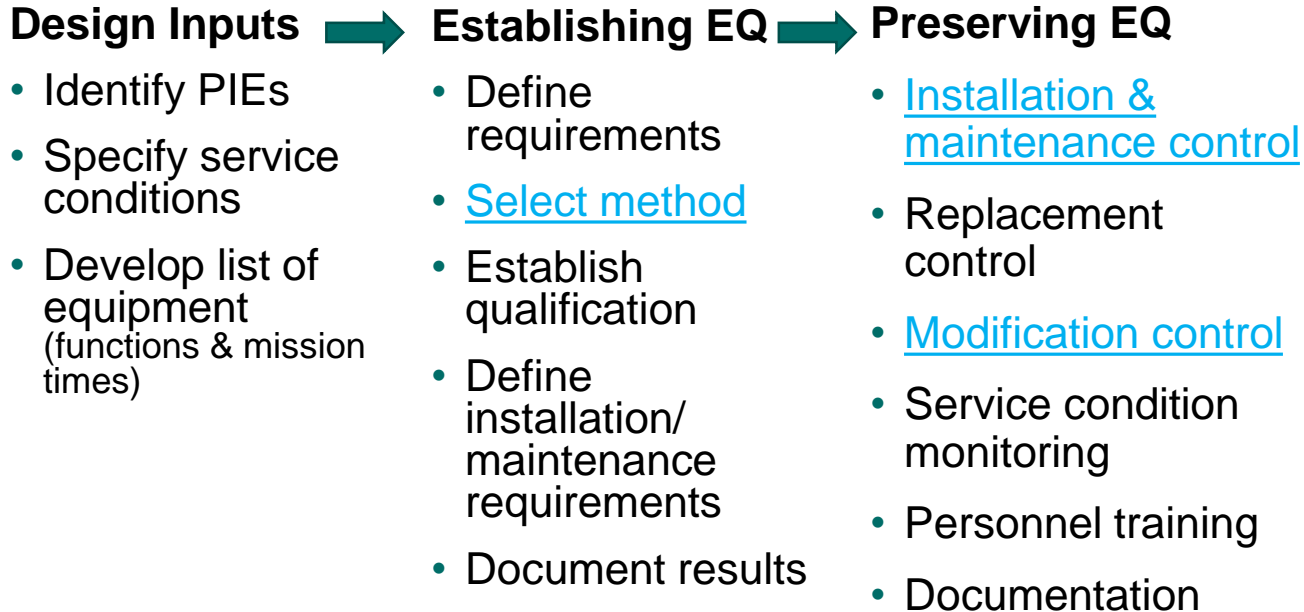 Design Inputs
• Identify PIEs
• Specify service
conditions
• Develop list of
equipment
(functions & mission
times)
Establishing EQ
• Define
requirements
• Select method
• Establish
qualification
• Define
installation/
maintenance
requirements
• Document results
Preserving EQ
• Installation &
maintenance control
• Replacement
control
• Modification control
• Service condition
monitoring
• Personnel training
• Documentation